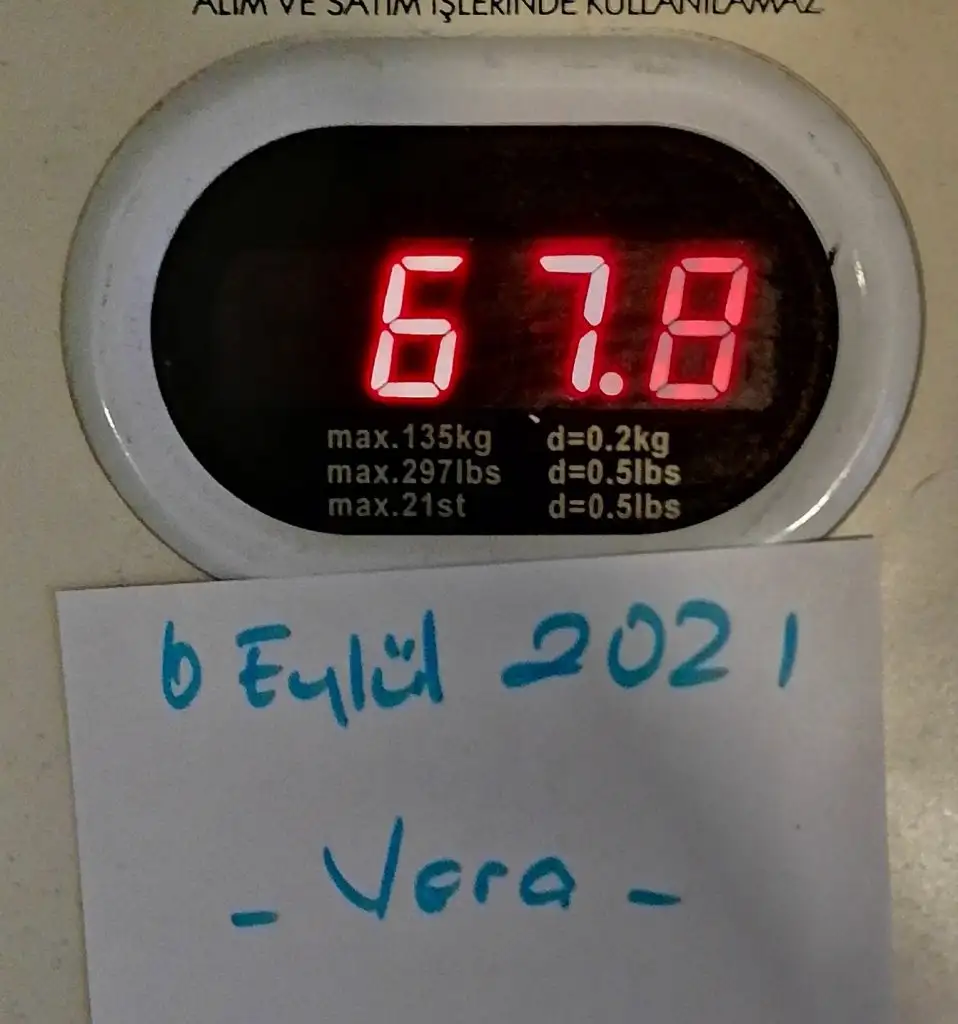 ALIM VE SATIM İŞLERİNDE KULLANILAMAZ
67.8
max.135kg d=0.2kg
max.297lbs d=0.5lbs
max.21st d=0.5lbs
6 Eylül 2021
- Vera -